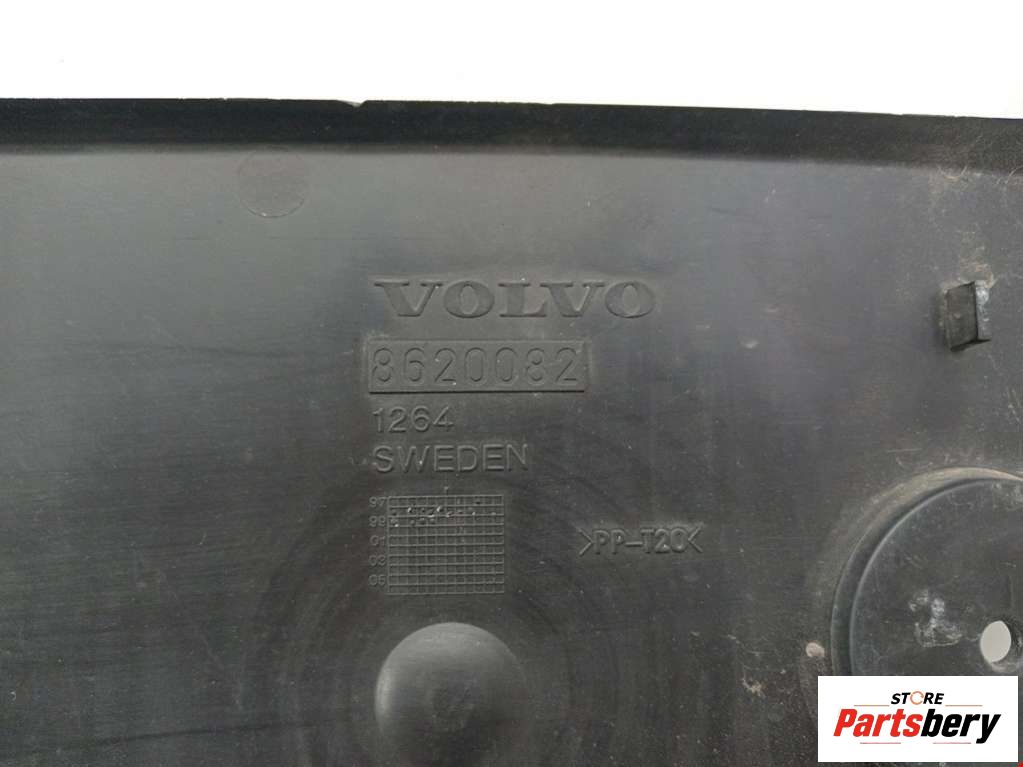 VOLVO
8620082
1264
SWEDEN
97
99
01
03
05
>PP-T20<
STORE
Partsbery